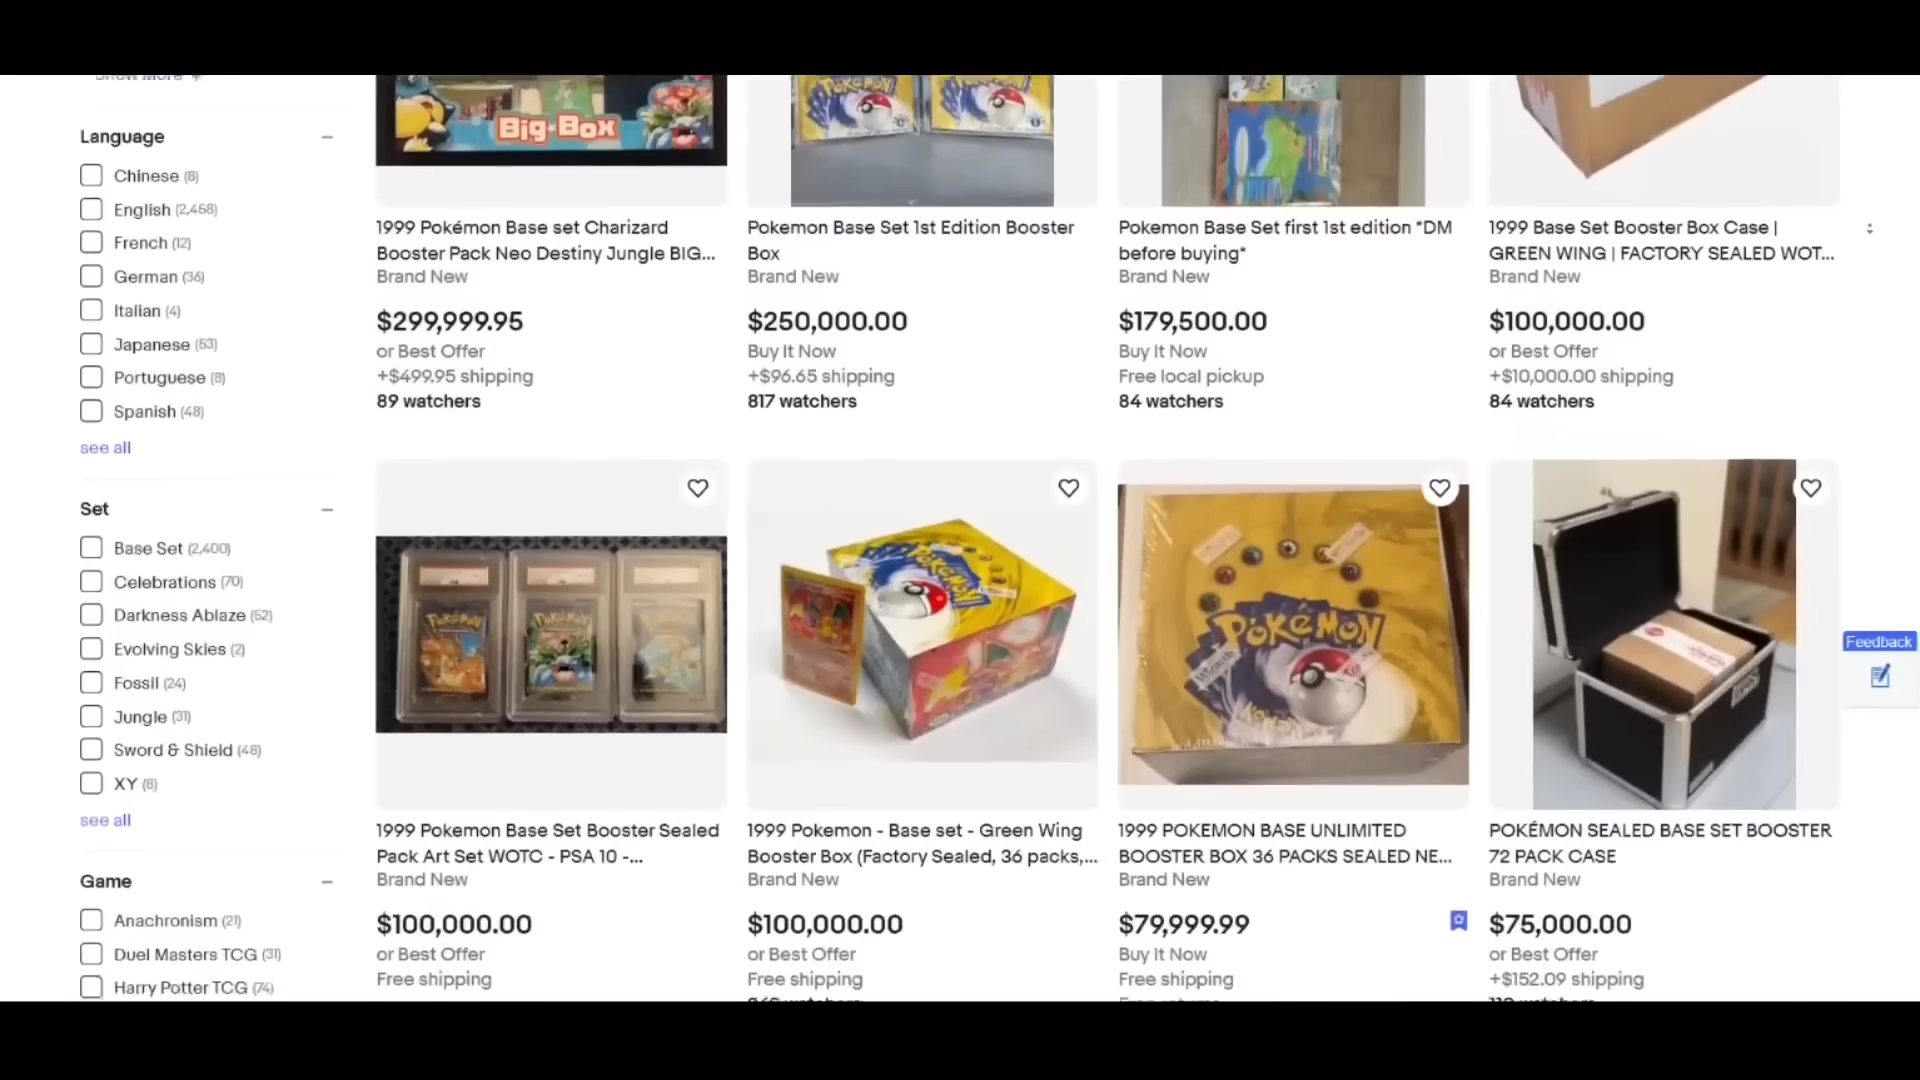 Show More
Language
Chinese (8)
English (2,458)
French (12)
German (36)
Italian (4)
Japanese (53)
Portuguese (8)
Spanish (48)
see all
Set
Base Set (2,400)
Celebrations (70)
Darkness Ablaze (52)
Evolving Skies (2)
Fossil (24)
Jungle (31)
Sword & Shield (48)
XY (8)
see all
Game
Anachronism (21)
Duel Masters TCG (31)
Harry Potter TCG (74)
Big-Box
1999 Pokémon Base set Charizard
Booster Pack Neo Destiny Jungle BIG...
Brand New
$299,999.95
or Best Offer
+$499.95 shipping
89 watchers
POKéMON
POKéMON
Pokemon Base Set 1st Edition Booster
Box
Brand New
$250,000.00
Buy It Now
+$96.65 shipping
817 watchers
Pokemon Base Set first 1st edition *DM
before buying*
Brand New
$179,500.00
Buy It Now
Free local pickup
84 watchers
1999 Base Set Booster Box Case |
GREEN WING | FACTORY SEALED WOT...
Brand New
$100,000.00
or Best Offer
+$10,000.00 shipping
84 watchers
POKéMON
POKéMON
1999 Pokemon Base Set Booster Sealed
Pack Art Set WOTC - PSA 10 -...
Brand New
$100,000.00
or Best Offer
Free shipping
POKéMON
1999 Pokemon - Base set - Green Wing
Booster Box (Factory Sealed, 36 packs,...
Brand New
$100,000.00
or Best Offer
Free shipping
POKéMON
1999 POKEMON BASE UNLIMITED
BOOSTER BOX 36 PACKS SEALED NE...
Brand New
$79,999.99
Buy It Now
Free shipping
POKÉMON SEALED BASE SET BOOSTER
72 PACK CASE
Brand New
$75,000.00
or Best Offer
+$152.09 shipping
Feedback